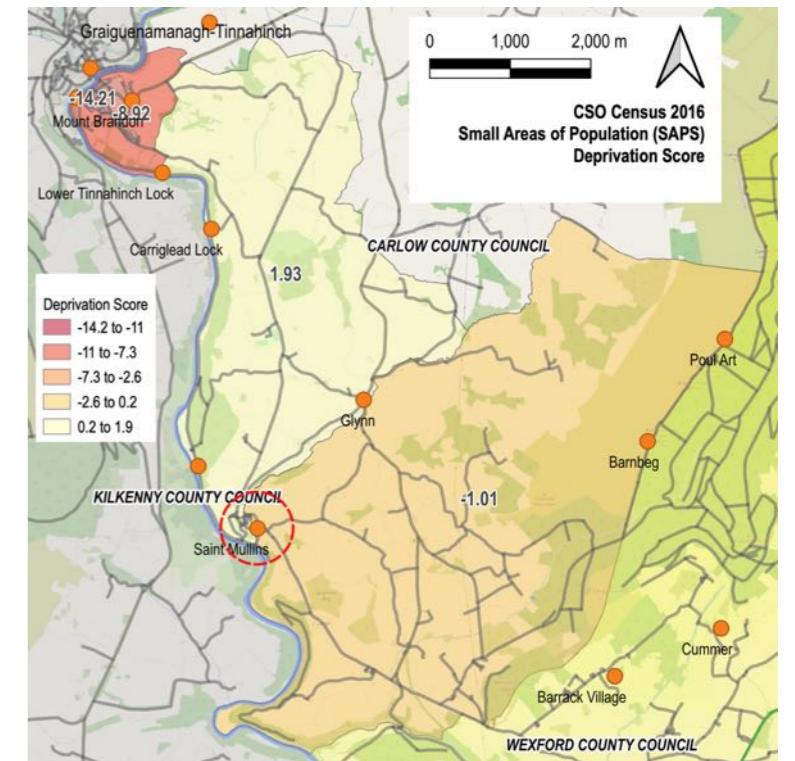 Graiguenamanagh-Tinnahinch
0 1,000 2,000 m
CSO Census 2016
Small Areas of Population (SAPS)
Deprivation Score
-14.21
-8.92
Mount Brandon
Lower Tinnahinch Lock
Carriglead Lock
CARLOW COUNTY COUNCIL
1.93
Deprivation Score
-14.2 to -11
-11 to -7.3
-7.3 to -2.6
-2.6 to 0.2
0.2 to 1.9
Poul Art
Glynn
Barnbeg
KILKENNY COUNTY COUNCIL
-1.01
Saint Mullins
Cummer
Barrack Village
WEXFORD COUNTY COUNCIL